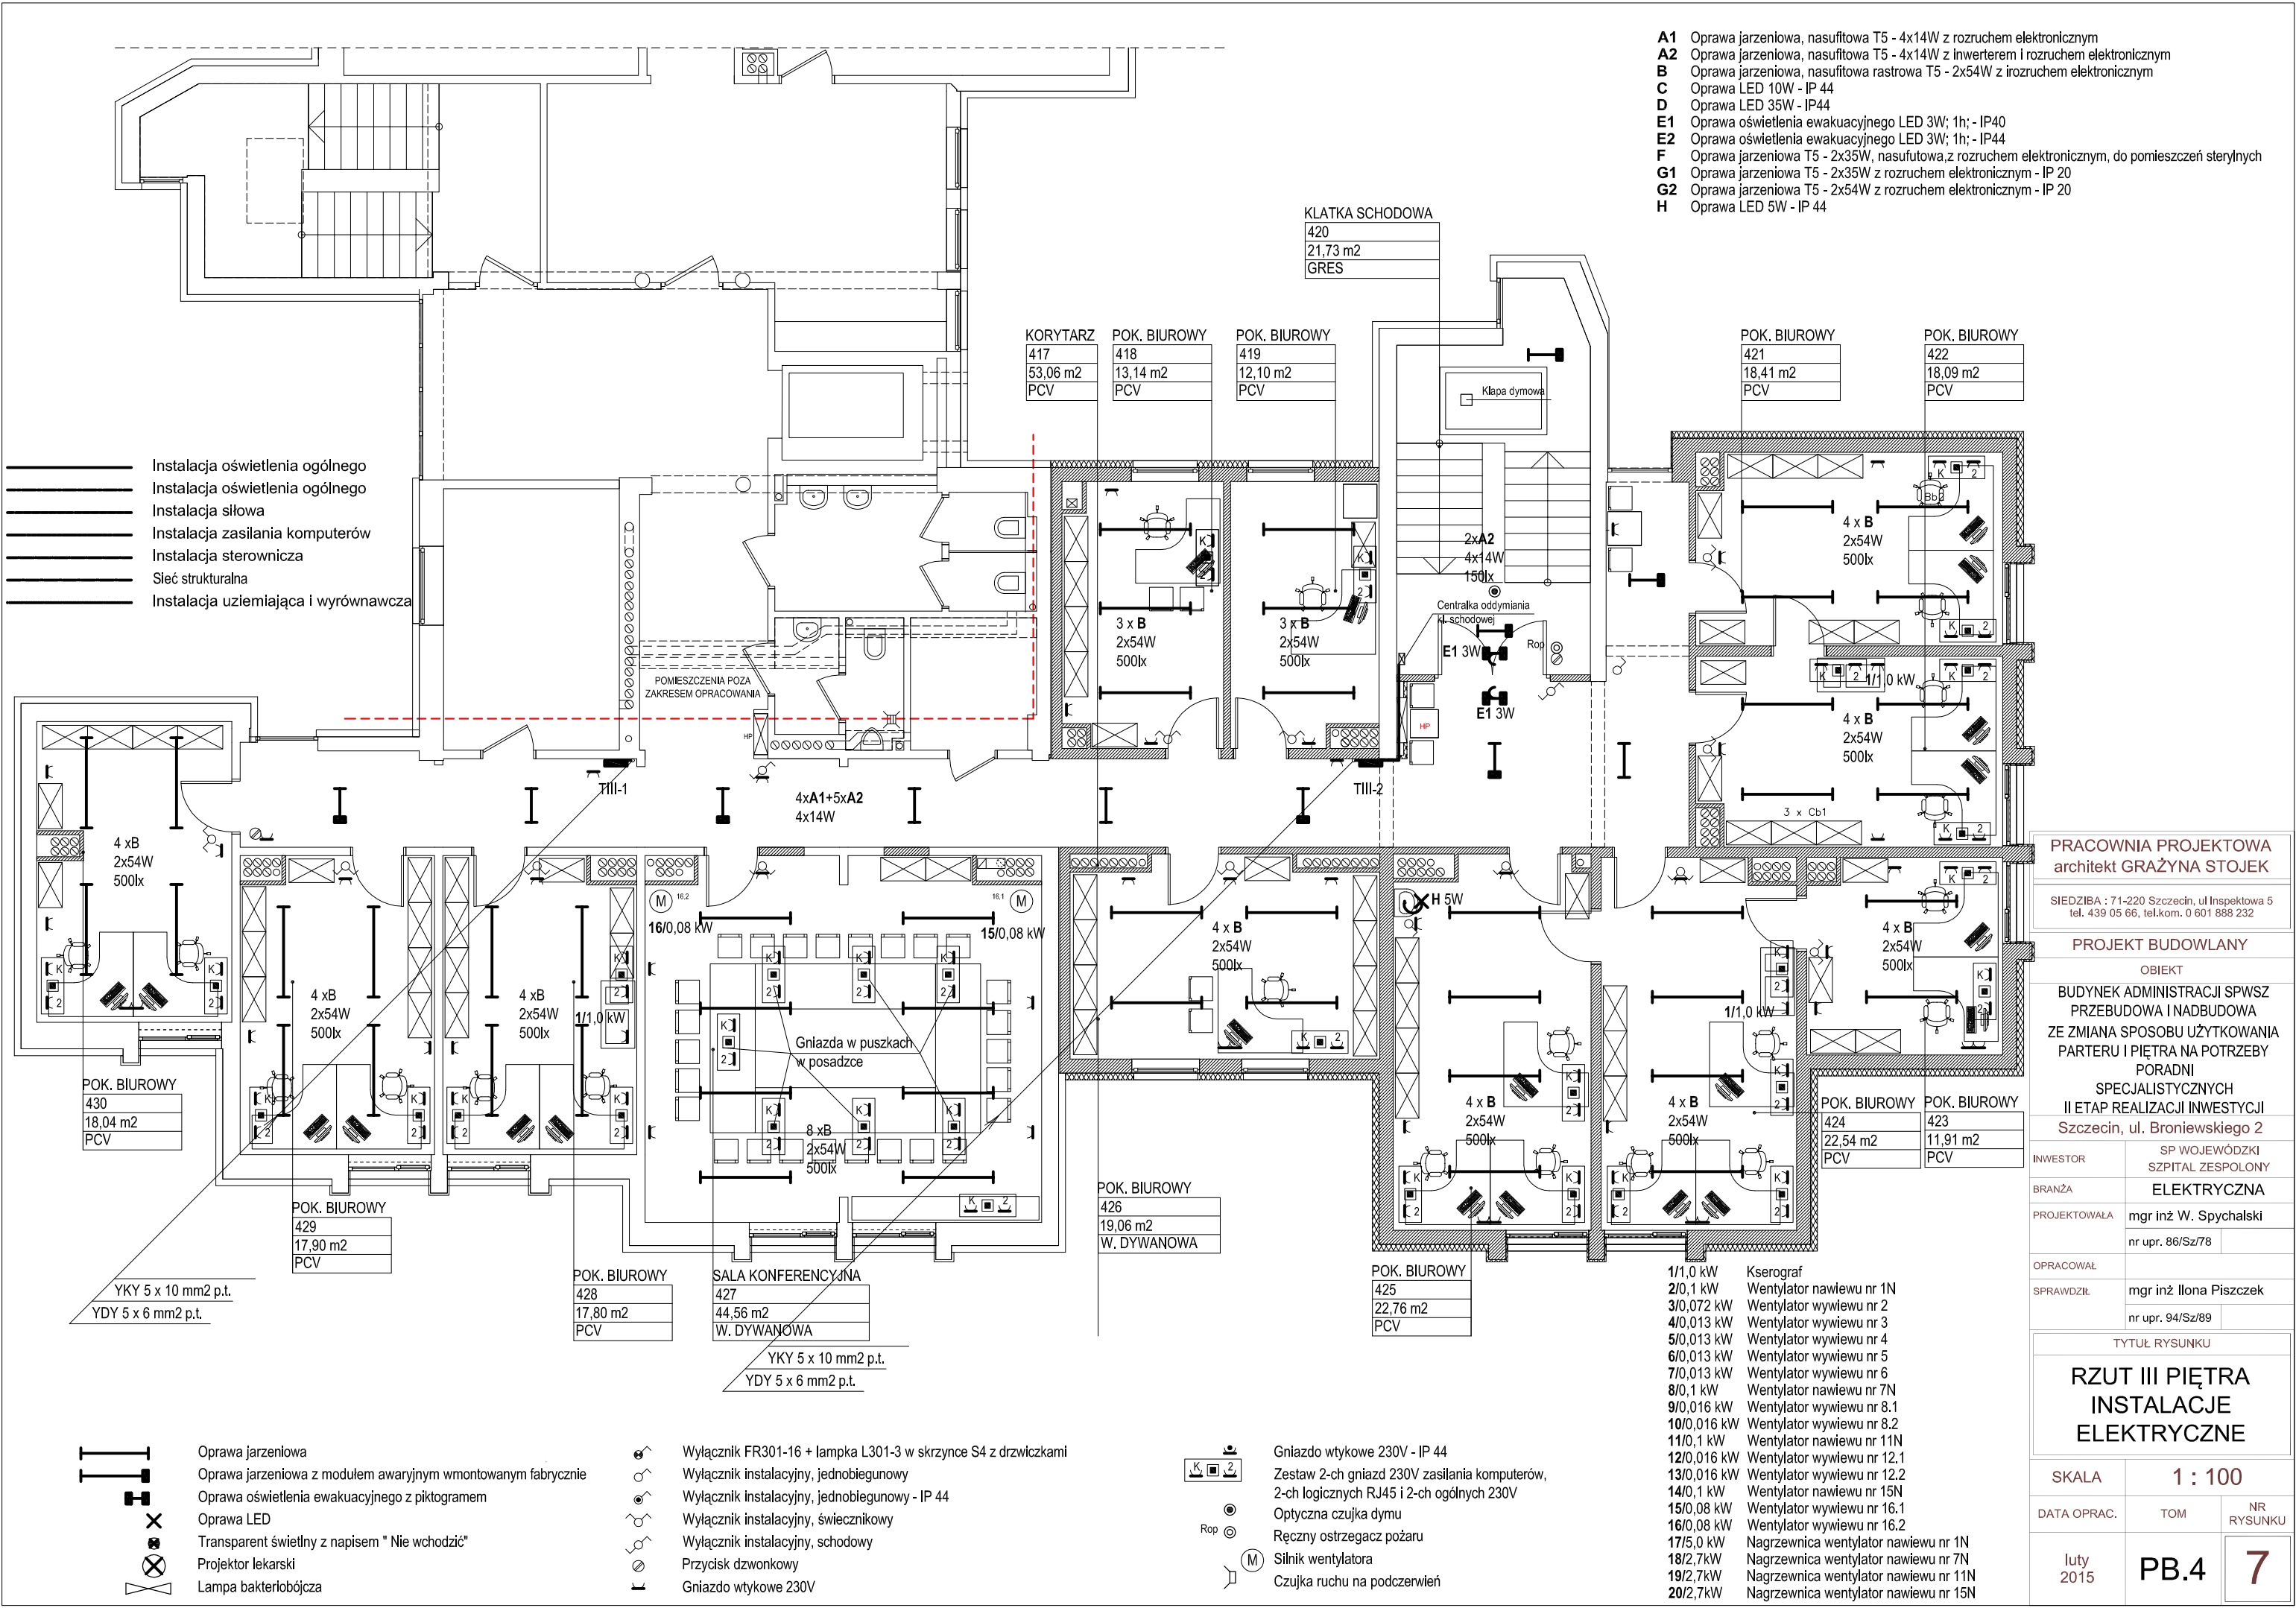 A1 Oprawa jarzeniowa, nasufitowa T5 - 4x14W z rozruchem elektronicznym
A2 Oprawa jarzeniowa, nasufitowa T5 - 4x14W z inwerterem i rozruchem elektronicznym
B Oprawa jarzeniowa, nasufitowa rastrowa T5 - 2x54W z irozruchem elektronicznym
C Oprawa LED 10W - IP 44
D Oprawa LED 35W - IP44
E1 Oprawa oświetlenia ewakuacyjnego LED 3W; 1h; - IP40
E2 Oprawa oświetlenia ewakuacyjnego LED 3W; 1h; - IP44
F Oprawa jarzeniowa T5 - 2x35W, nasufutowa,z rozruchem elektronicznym, do pomieszczeń sterylnych
G1 Oprawa jarzeniowa T5 - 2x35W z rozruchem elektronicznym - IP 20
G2 Oprawa jarzeniowa T5 - 2x54W z rozruchem elektronicznym - IP 20
H Oprawa LED 5W - IP 44
KLATKA SCHODOWA
420
21,73 m2
GRES
KORYTARZ
417
53,06 m2
PCV
POK. BIUROWY
418
13,14 m2
PCV
POK. BIUROWY
419
12,10 m2
PCV
POK. BIUROWY
421
18,41 m2
PCV
POK. BIUROWY
422
18,09 m2
PCV
Klapa dymowa
Instalacja oświetlenia ogólnego
Instalacja oświetlenia ogólnego
Instalacja siłowa
Instalacja zasilania komputerów
Instalacja sterownicza
Sieć strukturalna
Instalacja uziemiająca i wyrównawcza
2xA2
4x14W
150lx
Centralka oddymiania
kl. schodowej
E1 3W
Rop
E1 3W
HP
3 x B
2x54W
500lx
3 x B
2x54W
500lx
4 x B
2x54W
500lx
Bb2
1/1,0 kW
4 x B
2x54W
500lx
3 x Cb1
POMIESZCZENIA POZA
ZAKRESEM OPRACOWANIA
HP
TIII-1
4xA1+5xA2
4x14W
TIII-2
4 xB
2x54W
500lx
4 xB
2x54W
500lx
4 xB
2x54W
500lx
1/1,0 kW
M 16,2
16/0,08 kW
16,1 M
15/0,08 kW
Gniazda w puszkach
w posadzce
8 xB
2x54W
500lx
4 x B
2x54W
500lx
H 5W
4 x B
2x54W
500lx
1/1,0 kW
4 x B
2x54W
500lx
4 x B
2x54W
500lx
POK. BIUROWY
430
18,04 m2
PCV
POK. BIUROWY
429
17,90 m2
PCV
POK. BIUROWY
428
17,80 m2
PCV
SALA KONFERENCYJNA
427
44,56 m2
W. DYWANOWA
POK. BIUROWY
426
19,06 m2
W. DYWANOWA
POK. BIUROWY
425
22,76 m2
PCV
POK. BIUROWY
424
22,54 m2
PCV
POK. BIUROWY
423
11,91 m2
PCV
YKY 5 x 10 mm2 p.t.
YDY 5 x 6 mm2 p.t.
YKY 5 x 10 mm2 p.t.
YDY 5 x 6 mm2 p.t.
1/1,0 kW Kserograf
2/0,1 kW Wentylator nawiewu nr 1N
3/0,072 kW Wentylator wywiewu nr 2
4/0,013 kW Wentylator wywiewu nr 3
5/0,013 kW Wentylator wywiewu nr 4
6/0,013 kW Wentylator wywiewu nr 5
7/0,013 kW Wentylator wywiewu nr 6
8/0,1 kW Wentylator nawiewu nr 7N
9/0,016 kW Wentylator wywiewu nr 8.1
10/0,016 kW Wentylator wywiewu nr 8.2
11/0,1 kW Wentylator nawiewu nr 11N
12/0,016 kW Wentylator wywiewu nr 12.1
13/0,016 kW Wentylator wywiewu nr 12.2
14/0,1 kW Wentylator nawiewu nr 15N
15/0,08 kW Wentylator wywiewu nr 16.1
16/0,08 kW Wentylator wywiewu nr 16.2
17/5,0 kW Nagrzewnica wentylator nawiewu nr 1N
18/2,7kW Nagrzewnica wentylator nawiewu nr 7N
19/2,7kW Nagrzewnica wentylator nawiewu nr 11N
20/2,7kW Nagrzewnica wentylator nawiewu nr 15N
Oprawa jarzeniowa
Oprawa jarzeniowa z modułem awaryjnym wmontowanym fabrycznie
Oprawa oświetlenia ewakuacyjnego z piktogramem
Oprawa LED
Transparent świetlny z napisem " Nie wchodzić"
Projektor lekarski
Lampa bakteriobójcza
Wyłącznik FR301-16 + lampka L301-3 w skrzynce S4 z drzwiczkami
Wyłącznik instalacyjny, jednobiegunowy
Wyłącznik instalacyjny, jednobiegunowy - IP 44
Wyłącznik instalacyjny, świecznikowy
Wyłącznik instalacyjny, schodowy
Przycisk dzwonkowy
Gniazdo wtykowe 230V
Gniazdo wtykowe 230V - IP 44
K 2 Zestaw 2-ch gniazd 230V zasilania komputerów,
2-ch logicznych RJ45 i 2-ch ogólnych 230V
Optyczna czujka dymu
Rop Ręczny ostrzegacz pożaru
M Silnik wentylatora
Czujka ruchu na podczerwień
PRACOWNIA PROJEKTOWA
architekt GRAŻYNA STOJEK
SIEDZIBA : 71-220 Szczecin, ul Inspektowa 5
tel. 439 05 66, tel.kom. 0 601 888 232
PROJEKT BUDOWLANY
OBIEKT
BUDYNEK ADMINISTRACJI SPWSZ
PRZEBUDOWA I NADBUDOWA
ZE ZMIANA SPOSOBU UŻYTKOWANIA
PARTERU I PIĘTRA NA POTRZEBY
PORADNI
SPECJALISTYCZNYCH
II ETAP REALIZACJI INWESTYCJI
Szczecin, ul. Broniewskiego 2
INWESTOR SP WOJEWÓDZKI
SZPITAL ZESPOLONY
BRANŻA ELEKTRYCZNA
PROJEKTOWAŁA mgr inż W. Spychalski
nr upr. 86/Sz/78
OPRACOWAŁ
SPRAWDZIŁ mgr inż Ilona Piszczek
nr upr. 94/Sz/89
TYTUŁ RYSUNKU
RZUT III PIĘTRA
INSTALACJE
ELEKTRYCZNE
SKALA 1 : 100
DATA OPRAC. TOM NR
RYSUNKU
luty
2015
PB.4
7